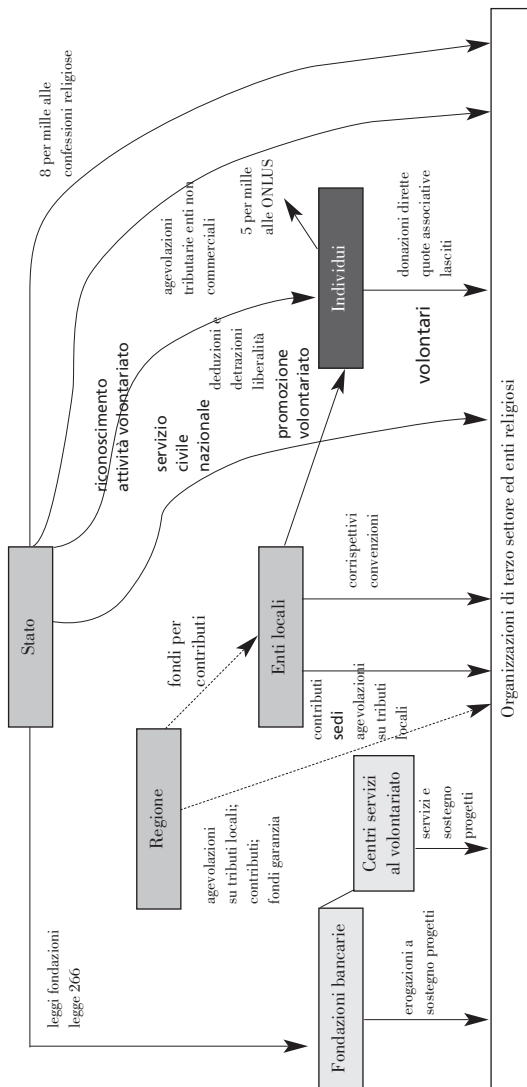 Stato
8 per mille alle
confessioni religiose
leggi fondazioni
legge 266
riconoscimento
attività volontariato
agevolazioni
tributarie enti non
commerciali
servizio
civile
nazionale
deduzioni e
detrazioni
liberalità
5 per mille
alle ONLUS
Regione
fondi per
contributi
agevolazioni
su tributi locali;
contributi;
fondi garanzia
Enti locali
promozione
volontariato
Individui
Fondazioni bancarie
Centri servizi
al volontariato
contributi
sedi
agevolazioni
su tributi
locali
corrispettivi
convenzioni
volontari
donazioni dirette
quote associative
lasciti
erogazioni a
sostegno progetti
servizi e
sostegno
progetti
Organizzazioni di terzo settore ed enti religiosi